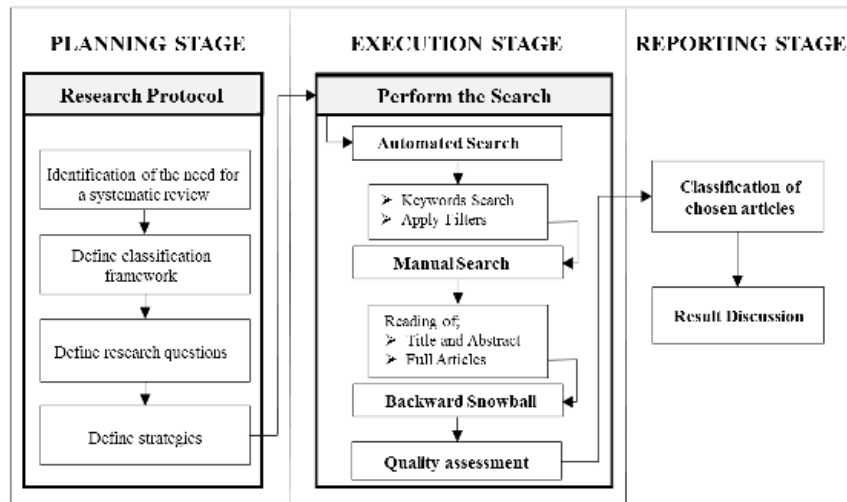 PLANNING STAGE
Research Protocol
Identification of the need for
a systematic review
Define classification
framework
Define research questions
Define strategies
EXECUTION STAGE
Perform the Search
Automated Search
➢ Keywords Search
➢ Apply Filters
Manual Search
Reading of;
➢ Title and Abstract
➢ Full Articles
Backward Snowball
Quality assessment
REPORTING STAGE
Classification of
chosen articles
Result Discussion